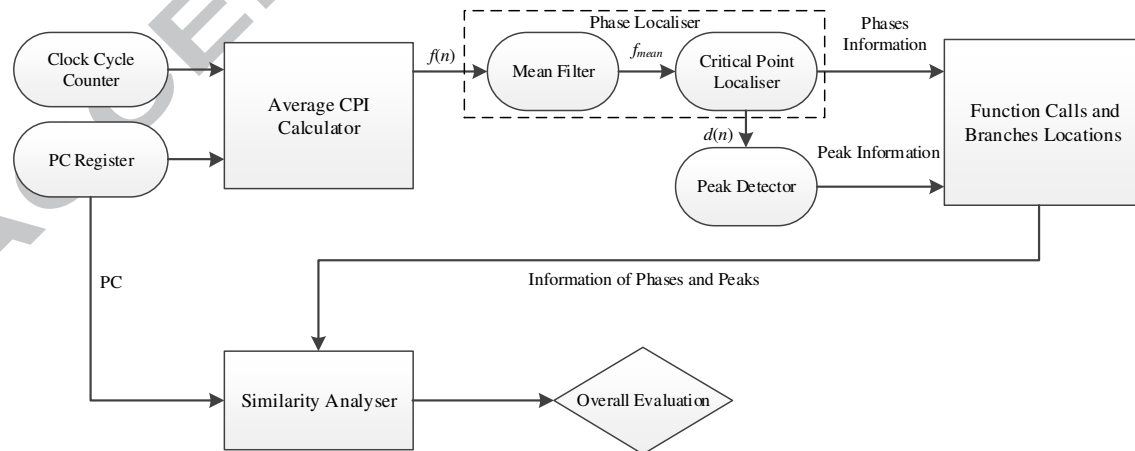 Phase Localiser
Phases
Information
Clock Cycle
Counter
f(n)
Mean Filter
fmean
Critical Point
Localiser
Average CPI
Calculator
Function Calls and
Branches Locations
d(n)
PC Register
Peak Information
Peak Detector
PC
Information of Phases and Peaks
Similarity Analyser
Overall Evaluation